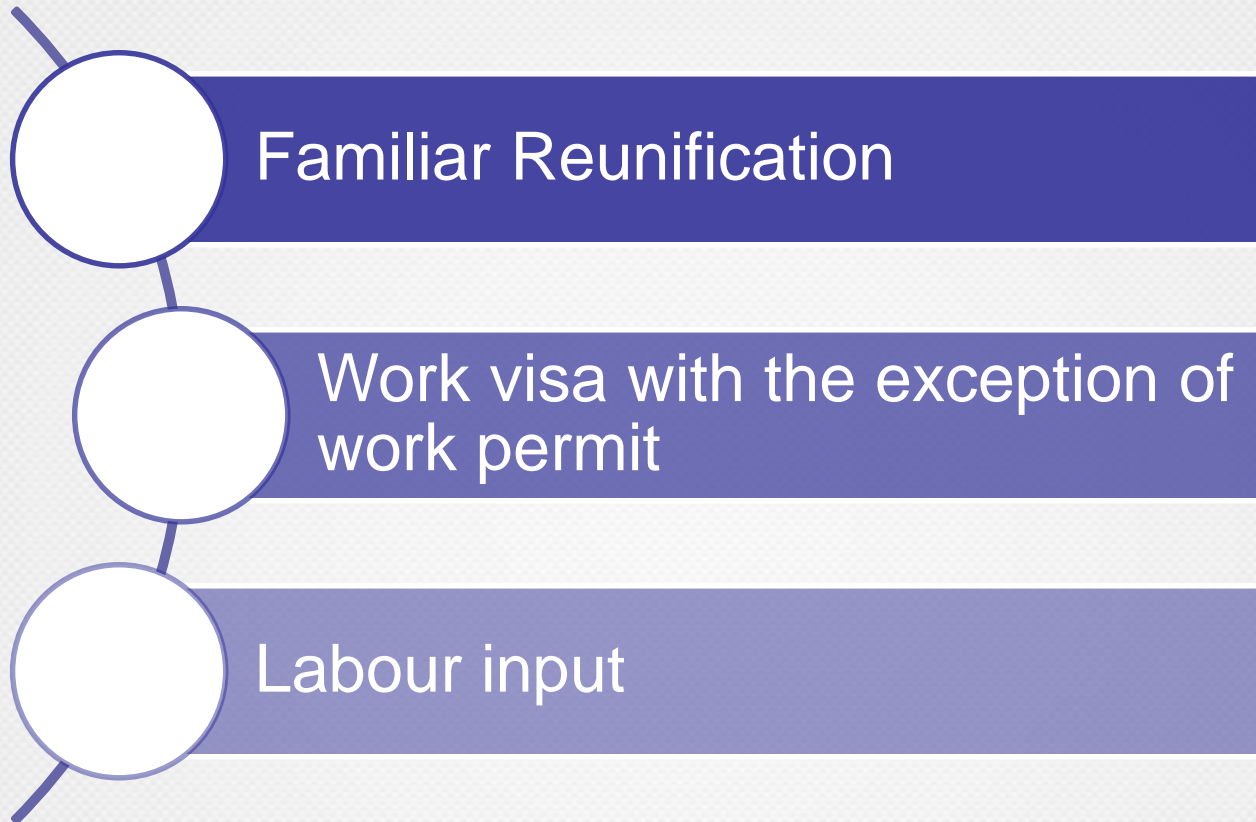 Familiar Reunification
Work visa with the exception of
work permit
Labour input